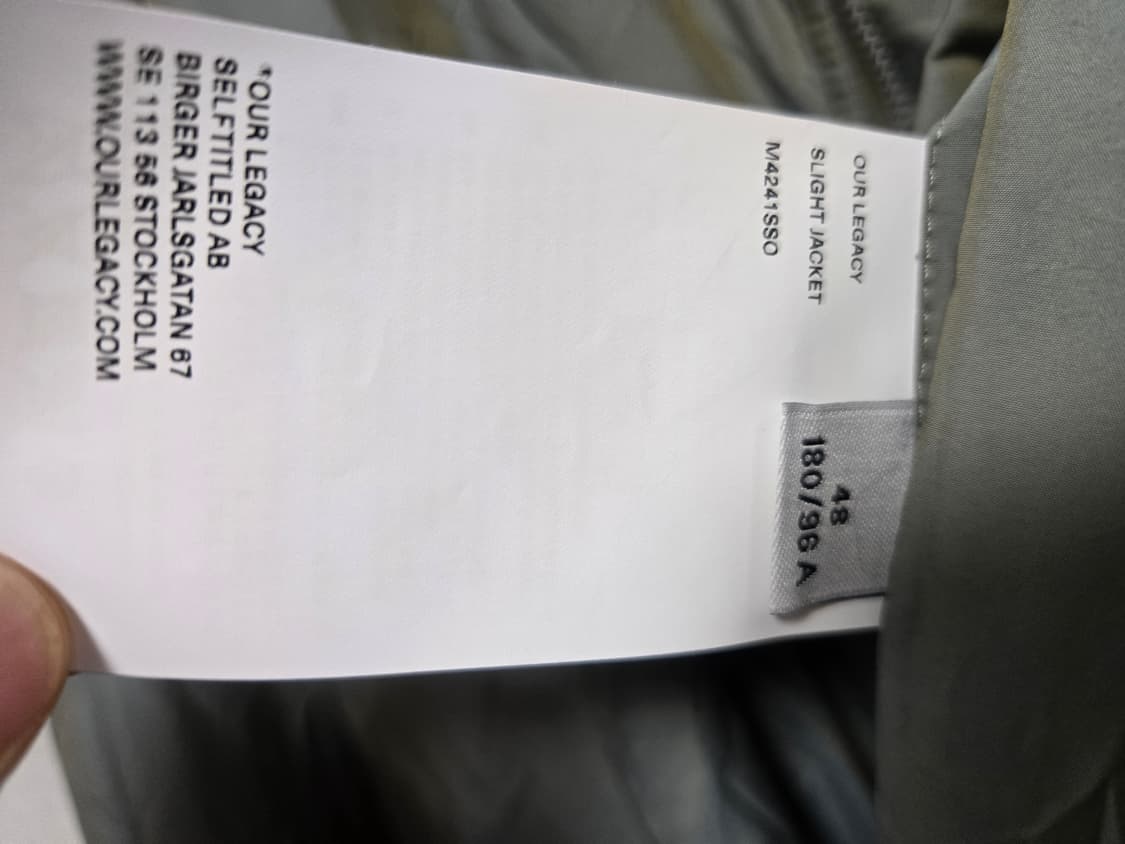 OUR LEGACY
SLIGHT JACKET
M4241SSO
48
180/96 A
*OUR LEGACY
SELFTITLED AB
BIRGER JARLSGATAN 67
SE 113 56 STOCKHOLM
WWW.OURLEGACY.COM